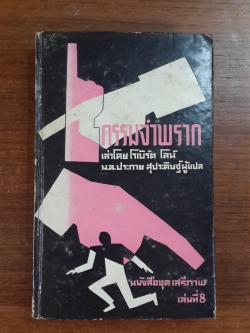 กรรมจำพราก
เล่าโดย โรเบิร์ต โลน์
ม.ล.ประกาย สุประดิษฐ์ ผู้แปล
หนังสือชุด เสรีภาพ
เล่มที่ 8